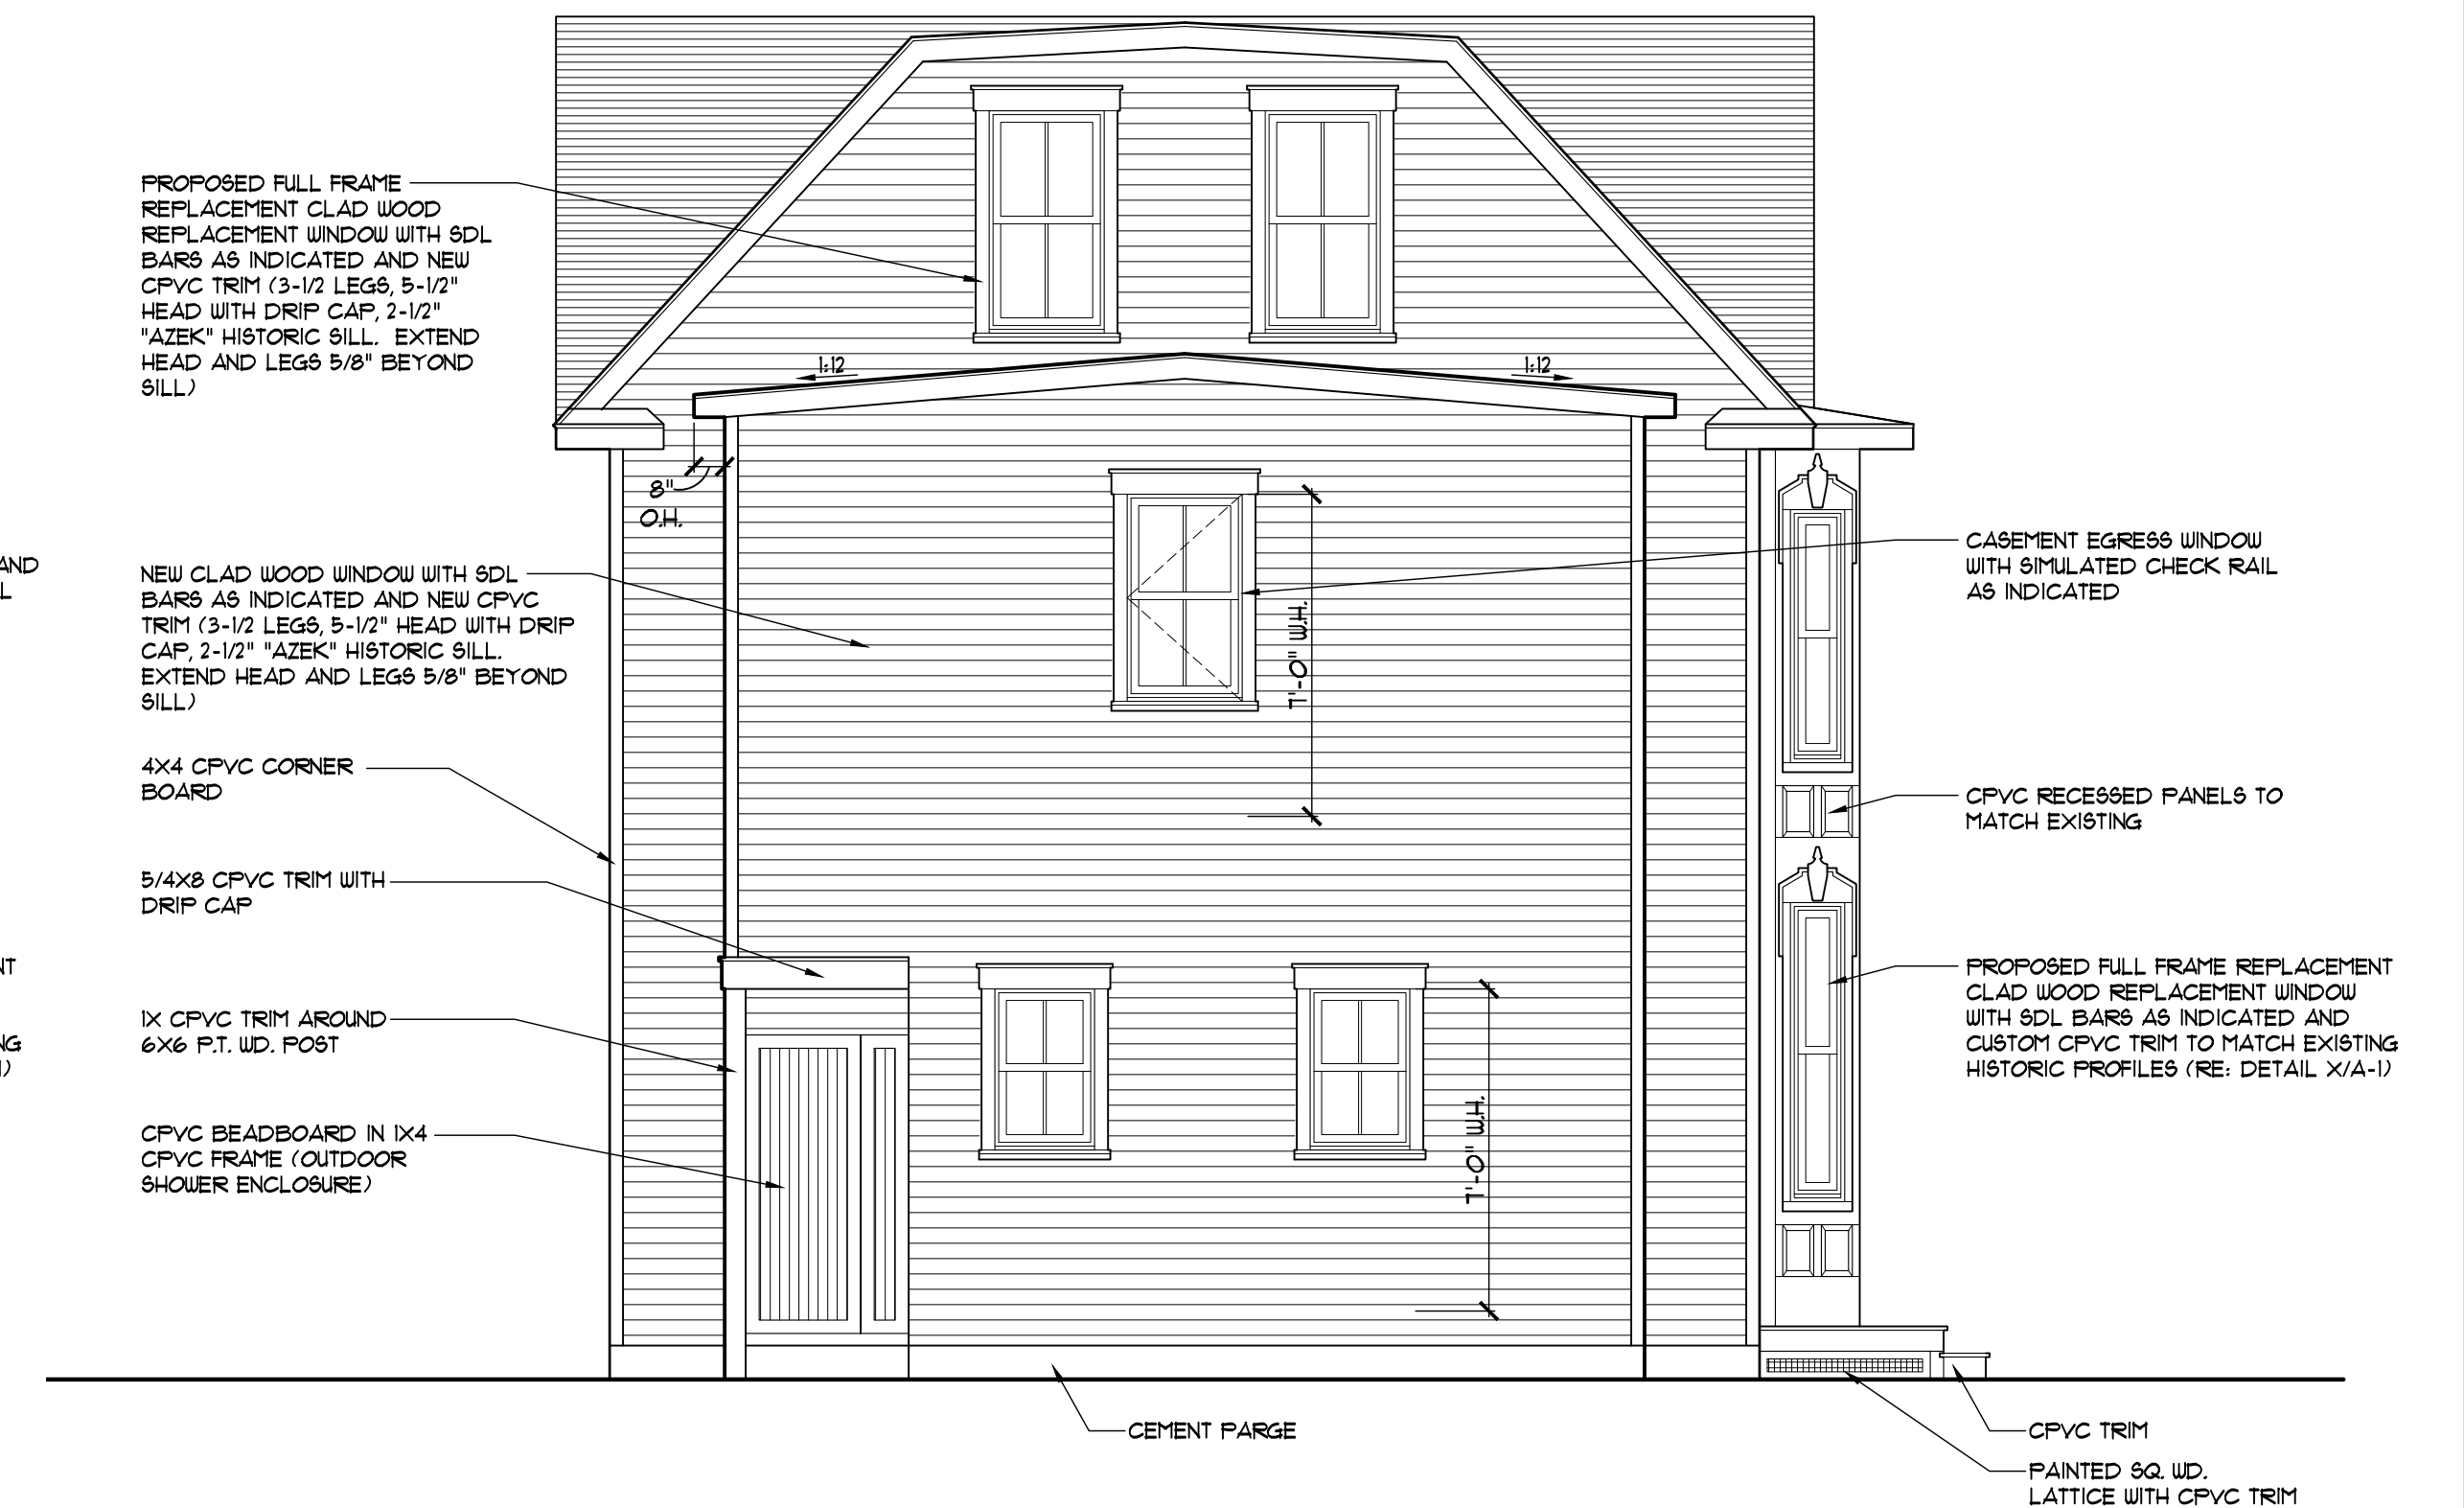 PROPOSED FULL FRAME
REPLACEMENT CLAD WOOD
REPLACEMENT WINDOW WITH SDL
BARS AS INDICATED AND NEW
CPVC TRIM (3-1/2 LEGS, 5-1/2"
HEAD WITH DRIP CAP, 2-1/2"
"AZEK" HISTORIC SILL. EXTEND
HEAD AND LEGS 5/8" BEYOND
SILL)
1:12
1:12
8"
O.H.
AND
L
NEW CLAD WOOD WINDOW WITH SDL
BARS AS INDICATED AND NEW CPVC
TRIM (3-1/2 LEGS, 5-1/2" HEAD WITH DRIP
CAP, 2-1/2" "AZEK" HISTORIC SILL.
EXTEND HEAD AND LEGS 5/8" BEYOND
SILL)
7'-0" W.H.
CASEMENT EGRESS WINDOW
WITH SIMULATED CHECK RAIL
AS INDICATED
4X4 CPVC CORNER
BOARD
CPVC RECESSED PANELS TO
MATCH EXISTING
5/4X8 CPVC TRIM WITH
DRIP CAP
NT
NG
)
1X CPVC TRIM AROUND
6X6 P.T. WD. POST
PROPOSED FULL FRAME REPLACEMENT
CLAD WOOD REPLACEMENT WINDOW
WITH SDL BARS AS INDICATED AND
CUSTOM CPVC TRIM TO MATCH EXISTING
HISTORIC PROFILES (RE: DETAIL X/A-1)
7'-0" W.H.
CPVC BEADBOARD IN 1X4
CPVC FRAME (OUTDOOR
SHOWER ENCLOSURE)
CEMENT PARGE
CPVC TRIM
PAINTED SQ. WD.
LATTICE WITH CPVC TRIM